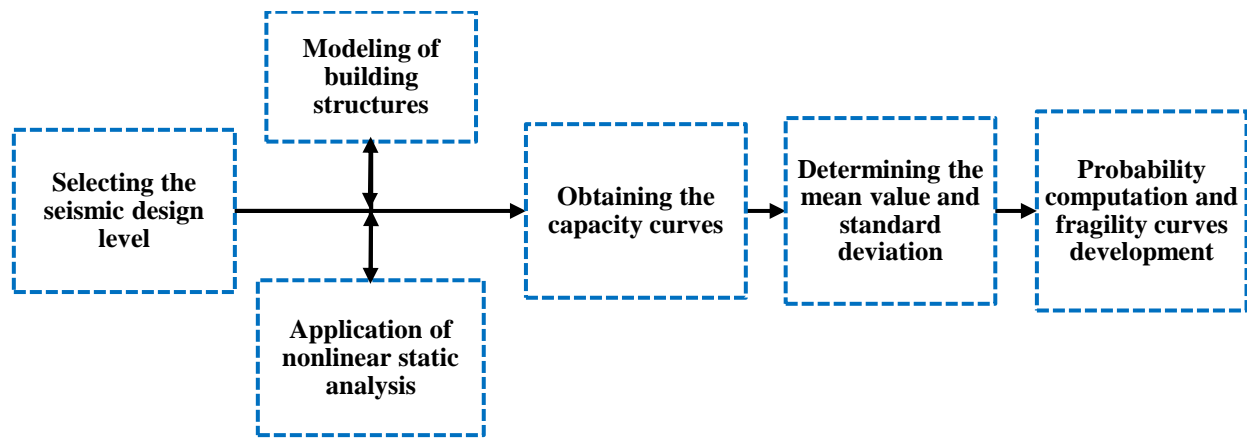 Modeling of
building
structures
Selecting the
seismic design
level
Application of
nonlinear static
analysis
Obtaining the
capacity curves
Determining the
mean value and
standard
deviation
Probability
computation and
fragility curves
development